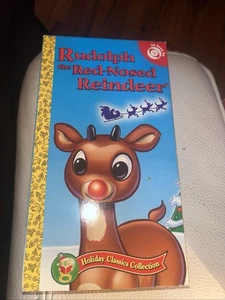 Rudolph
the Red-Nosed
Reindeer
Holiday Classics Collection